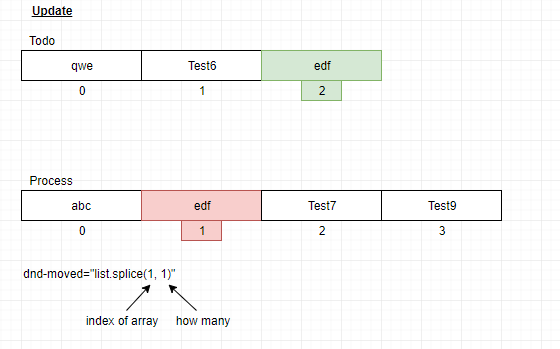 Update
Todo
qwe Test6 edf
0 1 2
Process
abc edf Test7 Test9
0 1 2 3
dnd-moved="list.splice(1, 1)"
index of array how many